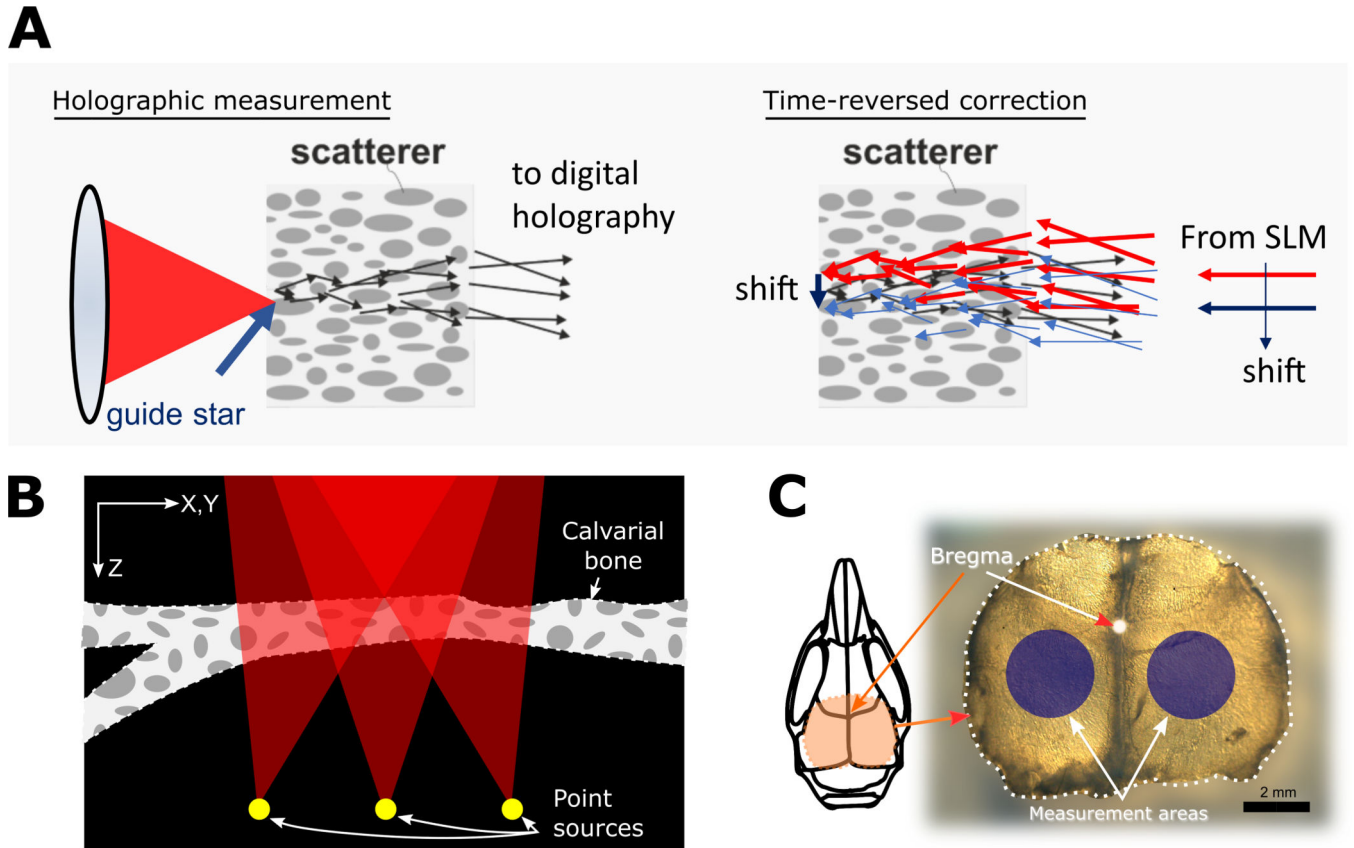 A
Holographic measurement
scatterer
to digital
holography
guide star
Time-reversed correction
scatterer
shift
From SLM
shift
B
X,Y
Z
Calvarial
bone
Point
sources
C
Bregma
Measurement areas
2 mm